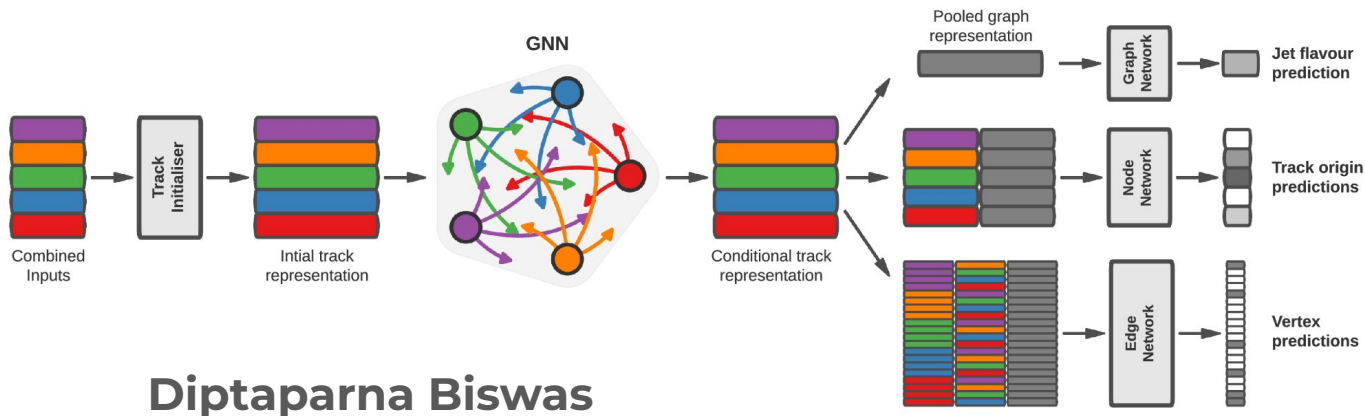 GNN
Pooled graph
representation
Graph
Network
Jet flavour
prediction
Track
Initialiser
Node
Network
Track origin
predictions
Combined
Inputs
Intial track
representation
Conditional track
representation
Edge
Network
Vertex
predictions
Diptaparna Biswas